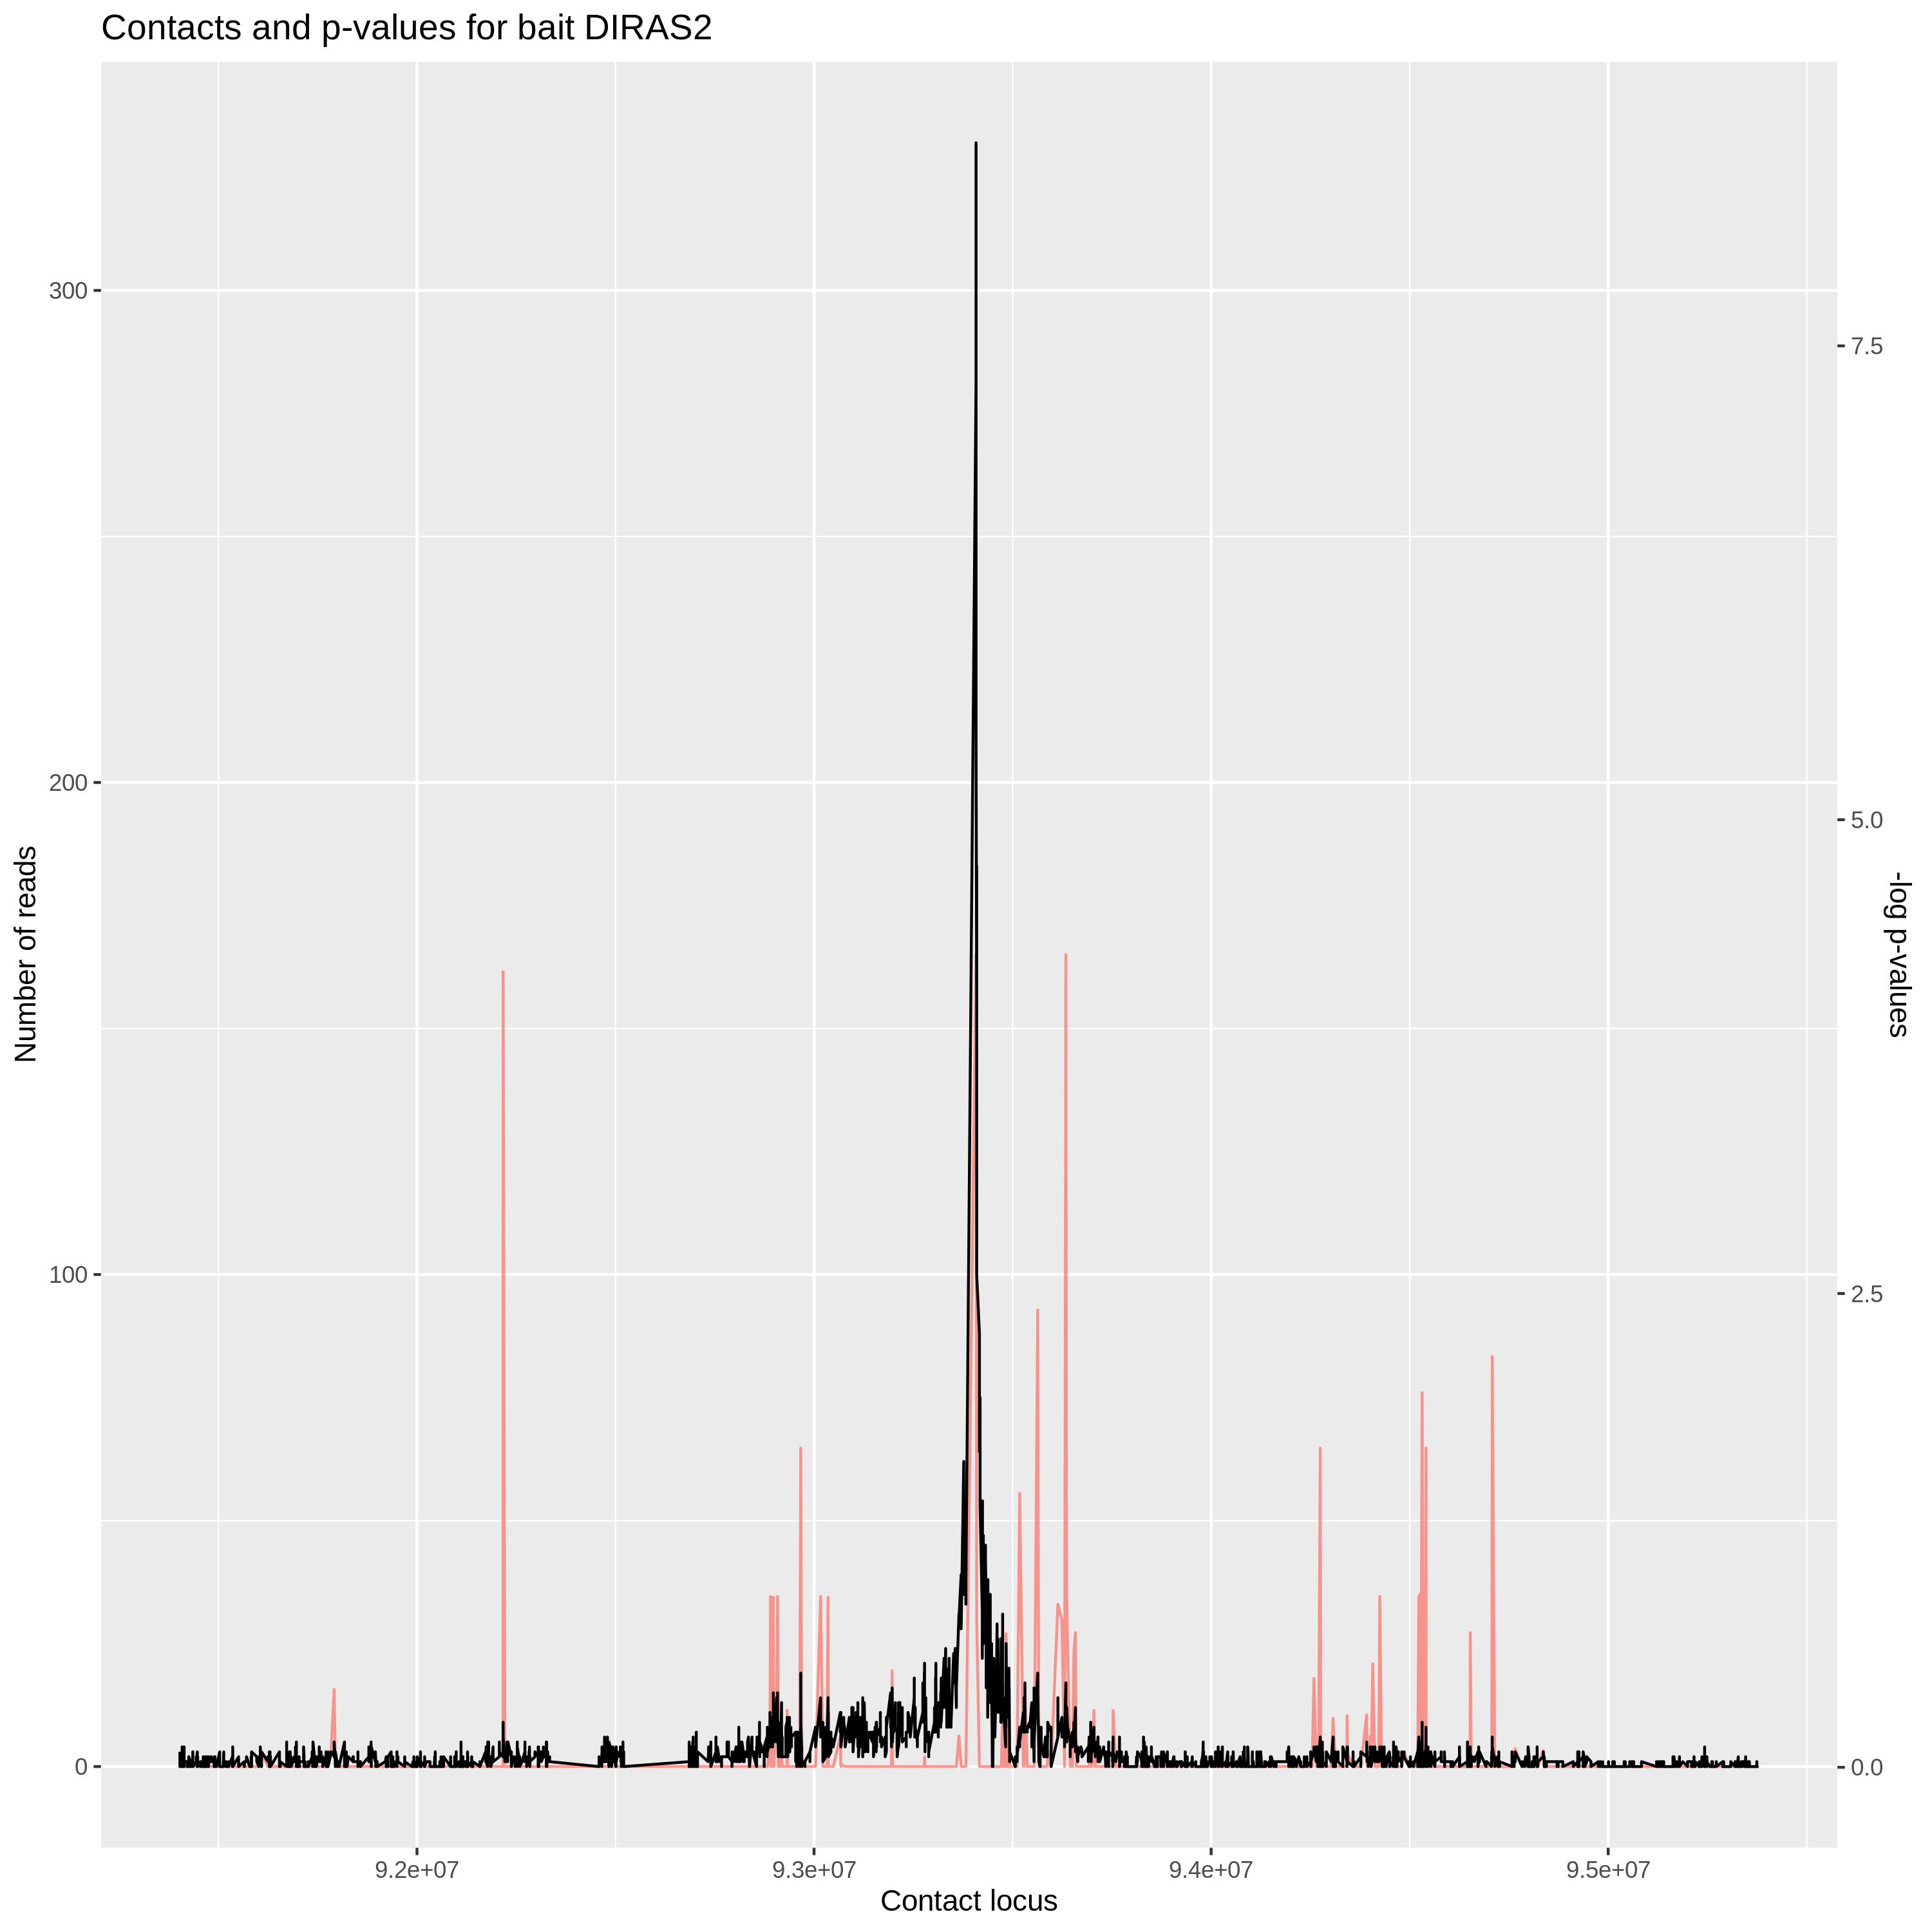 Contacts and p-values for bait DIRAS2
300
200
100
0
Number of reads
7.5
5.0
2.5
0.0
-log p-values
9.2e+07
9.3e+07
9.4e+07
9.5e+07
Contact locus